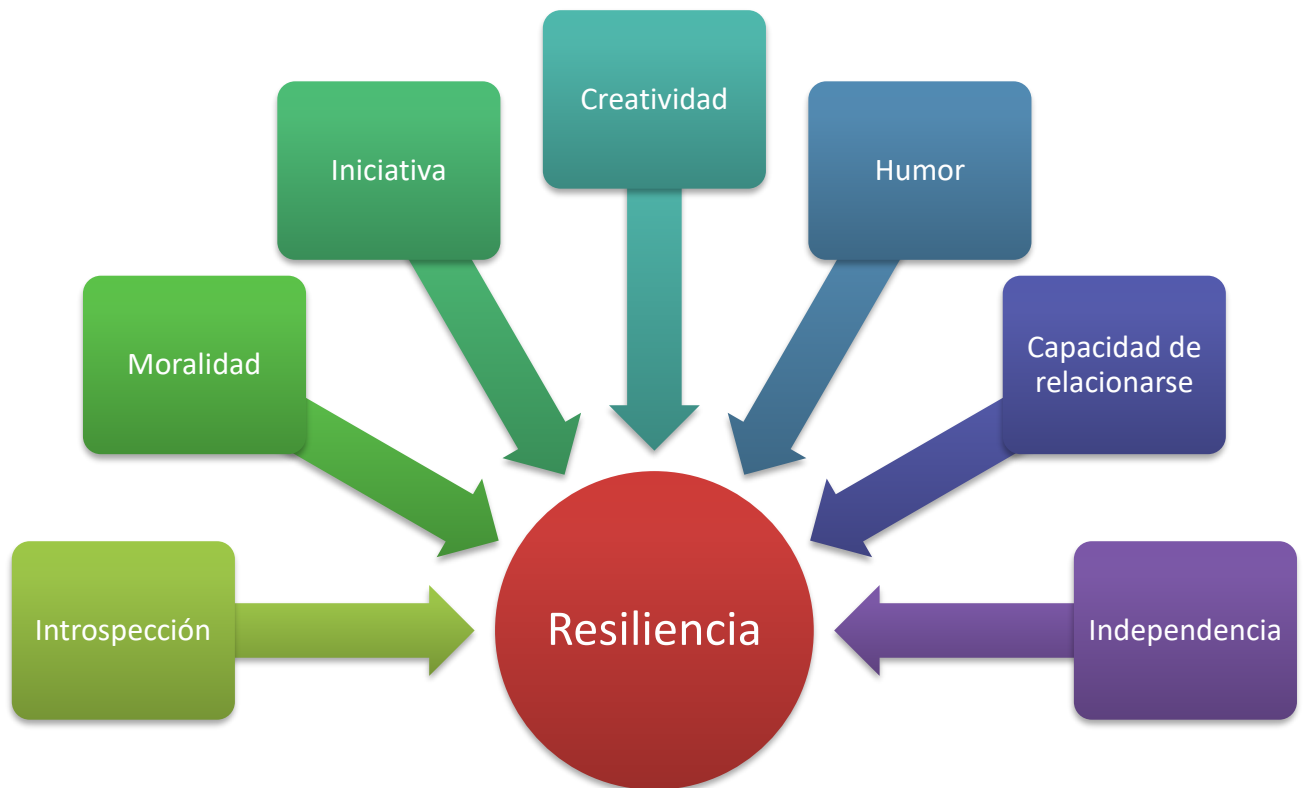 Creatividad
Iniciativa
Humor
Moralidad
Capacidad de
relacionarse
Introspección
Resiliencia
Independencia